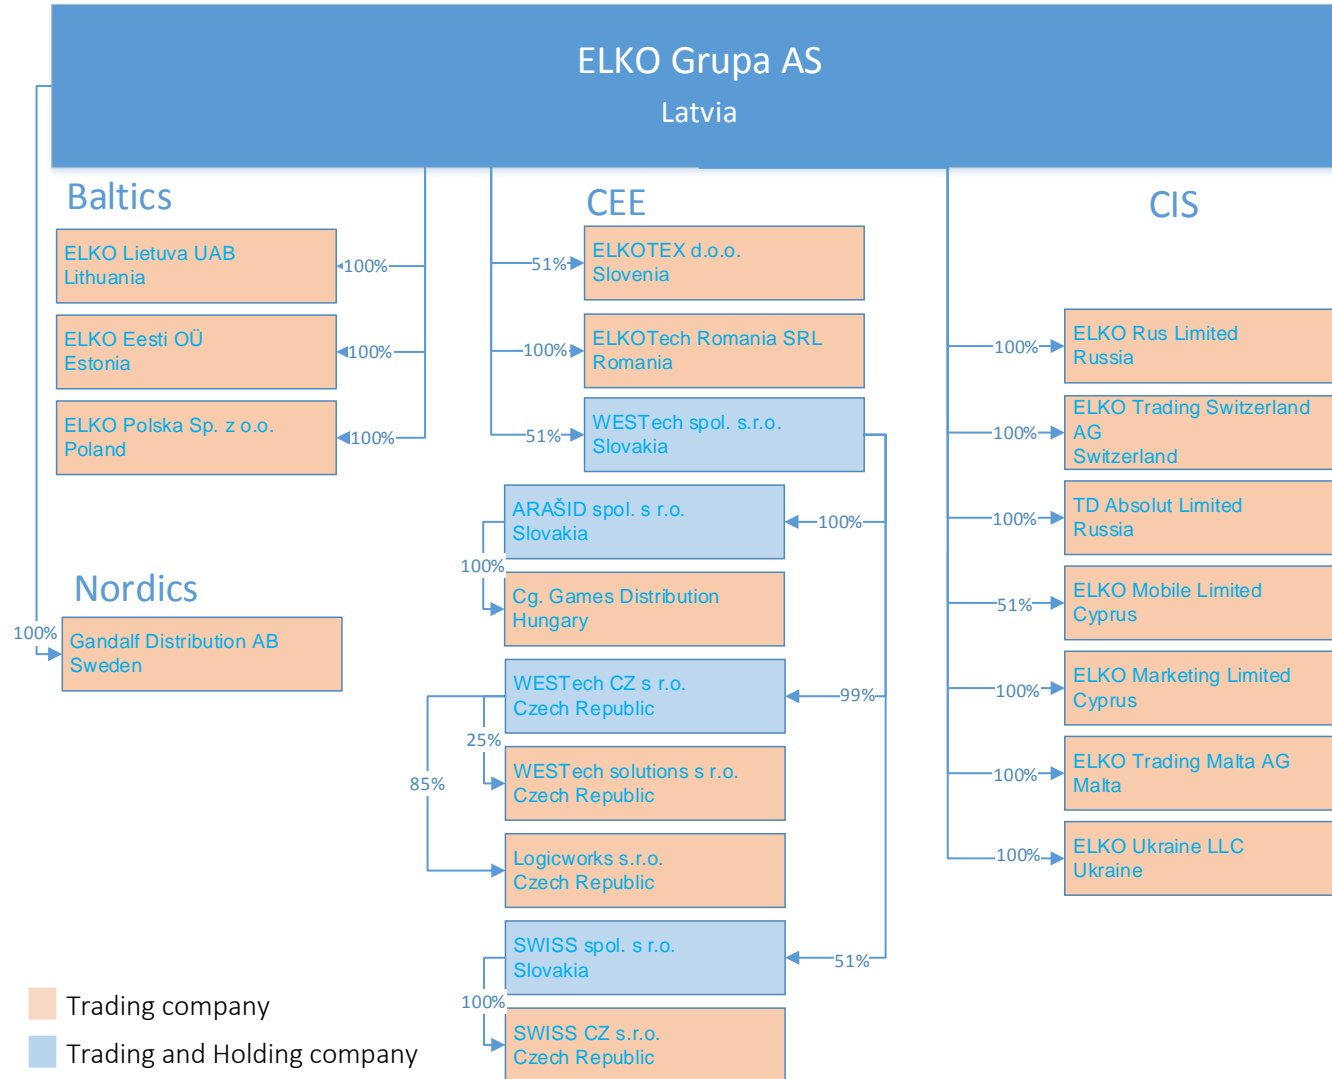 ELKO Grupa AS
Latvia
Baltics
ELKO Lietuva UAB
Lithuania
100%
ELKO Eesti OÜ
Estonia
100%
ELKO Polska Sp. z o.o.
Poland
100%
Nordics
100%
Gandalf Distribution AB
Sweden
CEE
51%
ELKOTEX d.o.o.
Slovenia
100%
ELKOTech Romania SRL
Romania
51%
WESTech spol. s.r.o.
Slovakia
ARAŠID spol. s r.o.
Slovakia
100%
100%
Cg. Games Distribution
Hungary
WESTech CZ s r.o.
Czech Republic
99%
25%
WESTech solutions s r.o.
Czech Republic
85%
Logicworks s.r.o.
Czech Republic
SWISS spol. s r.o.
Slovakia
51%
100%
SWISS CZ s.r.o.
Czech Republic
CIS
100%
ELKO Rus Limited
Russia
100%
ELKO Trading Switzerland
AG
Switzerland
100%
TD Absolut Limited
Russia
51%
ELKO Mobile Limited
Cyprus
100%
ELKO Marketing Limited
Cyprus
100%
ELKO Trading Malta AG
Malta
100%
ELKO Ukraine LLC
Ukraine
Trading company
Trading and Holding company